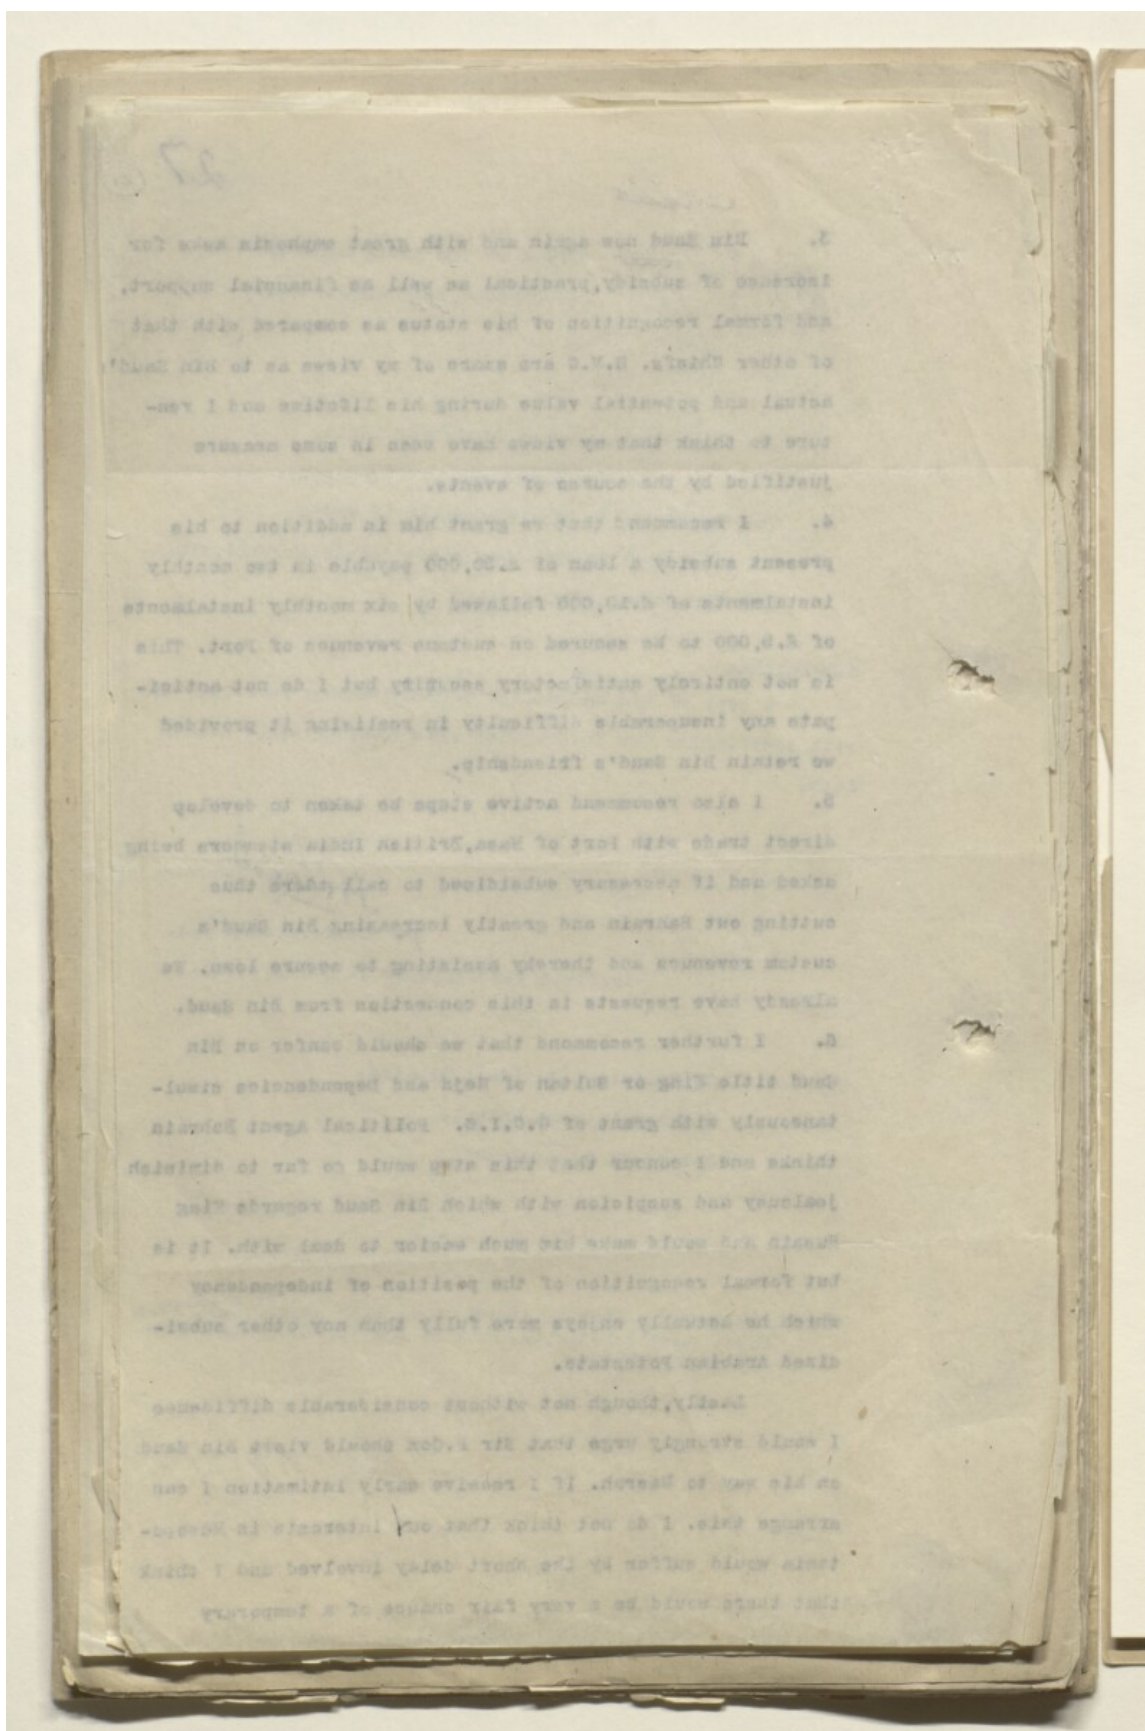 27
3. Bin Saud now again and with great emphasis asks for
increase of subsidy, practical as well as financial support,
and formal recognition of his status as compared with that
of other Chiefs. H.M.G are aware of my views as to Bin Saud's
actual and potential value during his lifetime and I ven-
ture to think that my views have been in some measure
justified by the course of events.
4. I recommend that we grant him in addition to his
present subsidy a loan of £.50,000 payable in two monthly
instalments of £.10,000 followed by six monthly instalments
of £.5,000 to be secured on customs revenues of Port. This
is not entirely satisfactory security but I do not antici-
pate any insuperable difficulty in realising it provided
we retain bin Saud's friendship.
5. I also recommend active steps be taken to develop
direct trade with Port of Hasa, British India steamers being
asked and if necessary subsidised to call there thus
cutting out Bahrain and greatly increasing Bin Saud's
custom revenues and thereby assisting to secure loan. We
already have requests in this connection from Bin Saud.
6. I further recommend that we should confer on Bin
Saud title King or Sultan of Nejd and Dependencies simul-
taneously with grant of G.C.I.E. Political Agent Bahrain
thinks and I concur that this step would go far to diminish
jealousy and suspicion with which Bin Saud regards King
Husain and would make him much easier to deal with. It is
but formal recognition of the position of independency
which he actually enjoys more fully than any other subsi-
dized Arabian Potentate.
Lastly, though not without considerable diffidence
I would strongly urge that Sir P.Cox should visit Bin Saud
on his way to Basrah. If I receive early intimation I can
arrange this. I do not think that our interests in Mesopo-
tamia would suffer by the short delay involved and I think
that there would be a very fair chance of a temporary